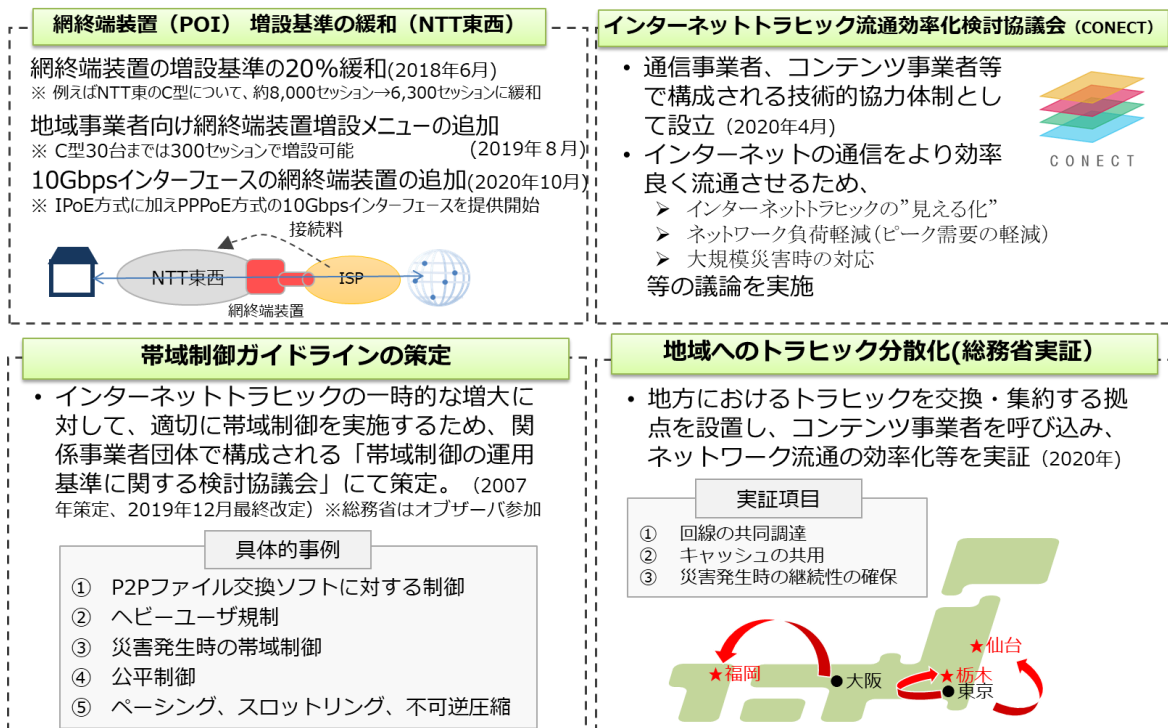 網終端装置（POI） 増設基準の緩和（NTT東西）
網終端装置の増設基準の20％緩和(2018年6月)
※ 例えばNTT東のC型について、約8,000セッション→6,300セッションに緩和
地域事業者向け網終端装置増設メニューの追加
※ C型30台までは300セッションで増設可能
(2019年８月)
10Gbpsインターフェースの網終端装置の追加(2020年10月)
※ IPoE方式に加えPPPoE方式の10Gbpsインターフェースを提供開始
接続料
NTT東西
ISP
網終端装置
インターネットトラヒック流通効率化検討協議会（CONECT）
• 通信事業者、コンテンツ事業者等
で構成される技術的協力体制とし
て設立（2020年4月）
• インターネットの通信をより効率
良く流通させるため、
➢ インターネットトラヒックの”見える化”
➢ ネットワーク負荷軽減（ピーク需要の軽減）
➢ 大規模災害時の対応
等の議論を実施
CONECT
帯域制御ガイドラインの策定
• インターネットトラヒックの一時的な増大に
対して、適切に帯域制御を実施するため、関
係事業者団体で構成される「帯域制御の運用
基準に関する検討協議会」にて策定。（2007
年策定、2019年12月最終改定）※総務省はオブザーバ参加
具体的事例
① P2Pファイル交換ソフトに対する制御
② ヘビーユーザ規制
③ 災害発生時の帯域制御
④ 公平制御
⑤ ペーシング、スロットリング、不可逆圧縮
地域へのトラヒック分散化(総務省実証）
• 地方におけるトラヒックを交換・集約する拠
点を設置し、コンテンツ事業者を呼び込み、
ネットワーク流通の効率化等を実証（2020年)
実証項目
① 回線の共同調達
② キャッシュの共用
③ 災害発生時の継続性の確保
★仙台
★福岡
●大阪
★栃木
●東京